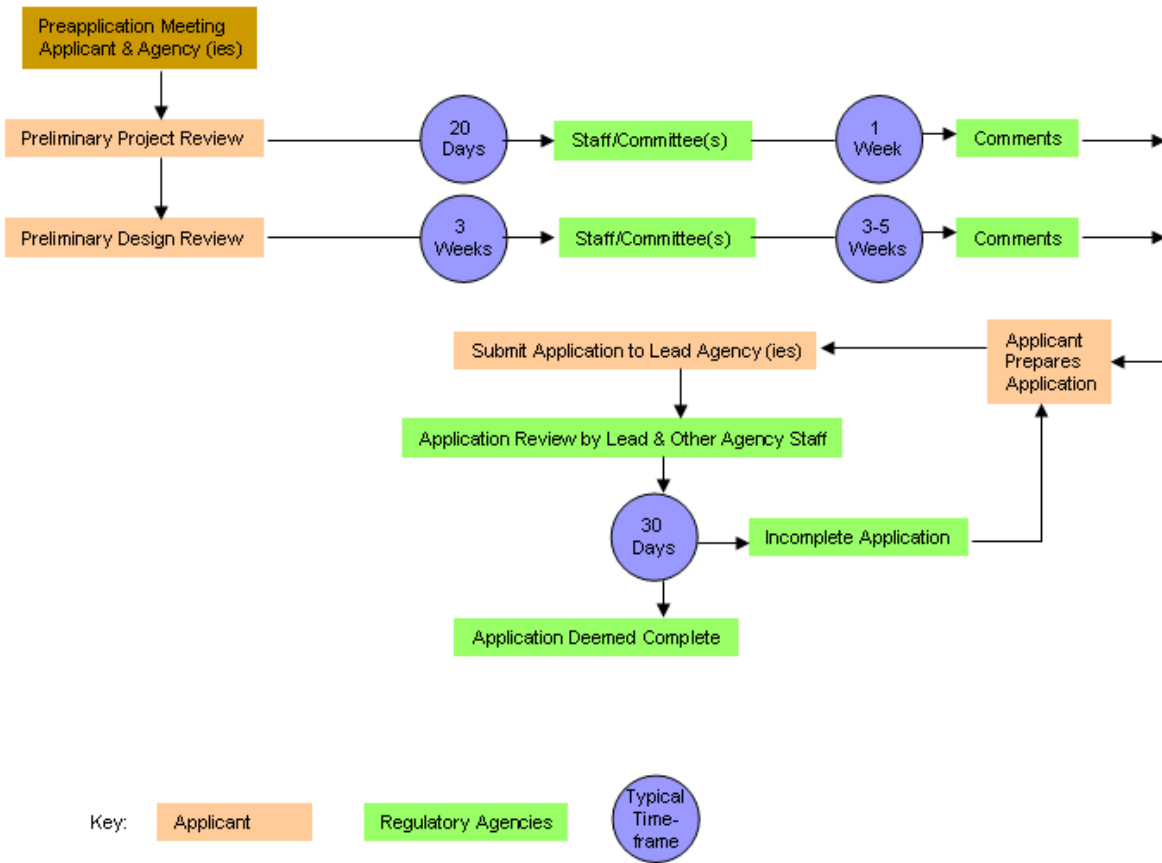 Preapplication Meeting
Applicant & Agency (ies)
Preliminary Project Review
20
Days
Staff/Committee(s)
1
Week
Comments
Preliminary Design Review
3
Weeks
Staff/Committee(s)
3-5
Weeks
Comments
Submit Application to Lead Agency (ies)
Applicant
Prepares
Application
Application Review by Lead & Other Agency Staff
30
Days
Incomplete Application
Application Deemed Complete
Key:
Applicant
Regulatory Agencies
Typical
Time-
frame